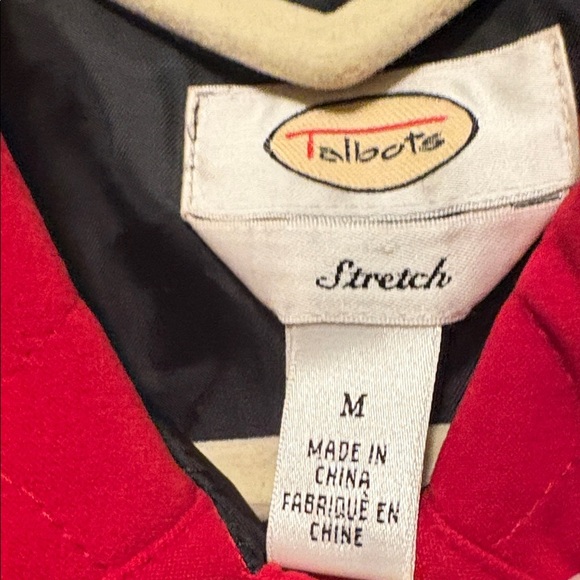 Talbots
Stretch
M
MADE IN
CHINA
FABRIQUÉ EN
CHINE